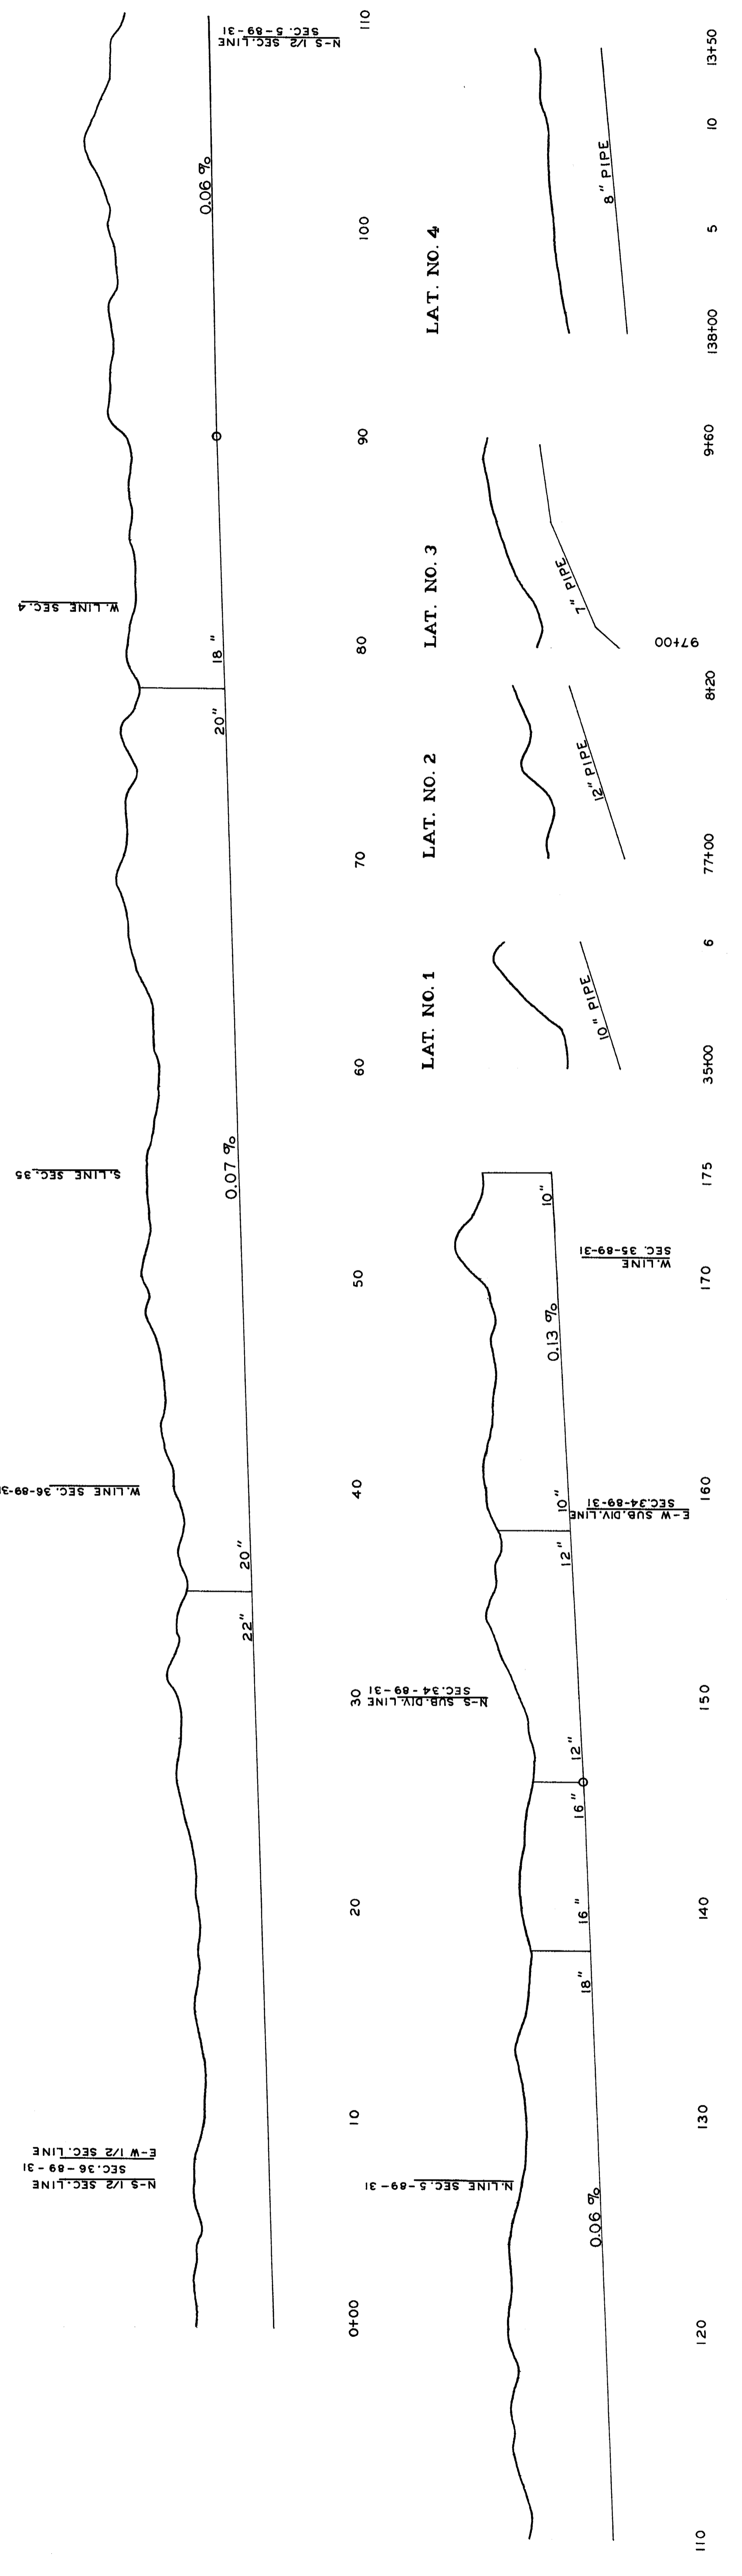 N-S 1/2 SEC. LINE
SEC. 36-89-31
E-W 1/2 SEC. LINE
W. LINE SEC. 36-89-31
S. LINE SEC. 35
W. LINE SEC. 4
N-S 1/2 SEC. LINE
SEC. 5-89-31
22"
20"
0.07 %
20"
18"
0.06 %
0+00
10
20
30
40
50
60
70
80
90
100
110
N. LINE SEC. 5-89-31
N-S SUB. DIV. LINE
SEC. 34-89-31
E-W SUB. DIV. LINE
SEC. 34-89-31
W. LINE
SEC. 35-89-31
0.06 %
18"
16"
16"
12"
12"
10"
0.13 %
10"
110
120
130
140
150
160
170
175
LAT. NO. 1
10" PIPE
35+00
6
LAT. NO. 2
12" PIPE
77+00
8+20
LAT. NO. 3
7" PIPE
97+00
9+60
LAT. NO. 4
8" PIPE
138+00
5
10
13+50